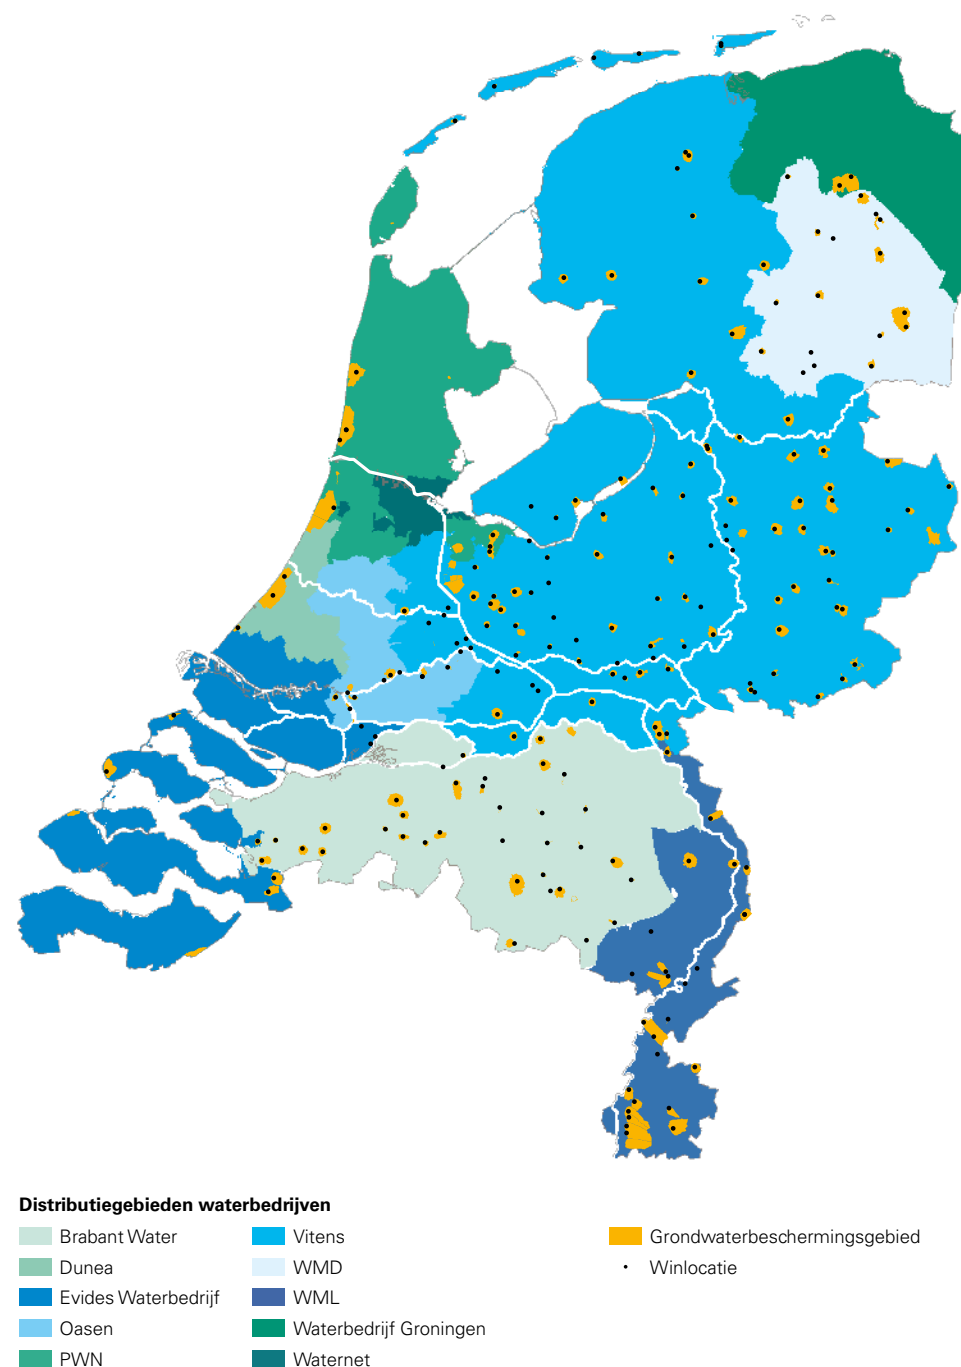 Distributiegebieden waterbedrijven
Brabant Water
Dunea
Evides Waterbedrijf
Oasen
PWN
Vitens
WMD
WML
Waterbedrijf Groningen
Waternet
Grondwaterbeschermingsgebied
Winlocatie